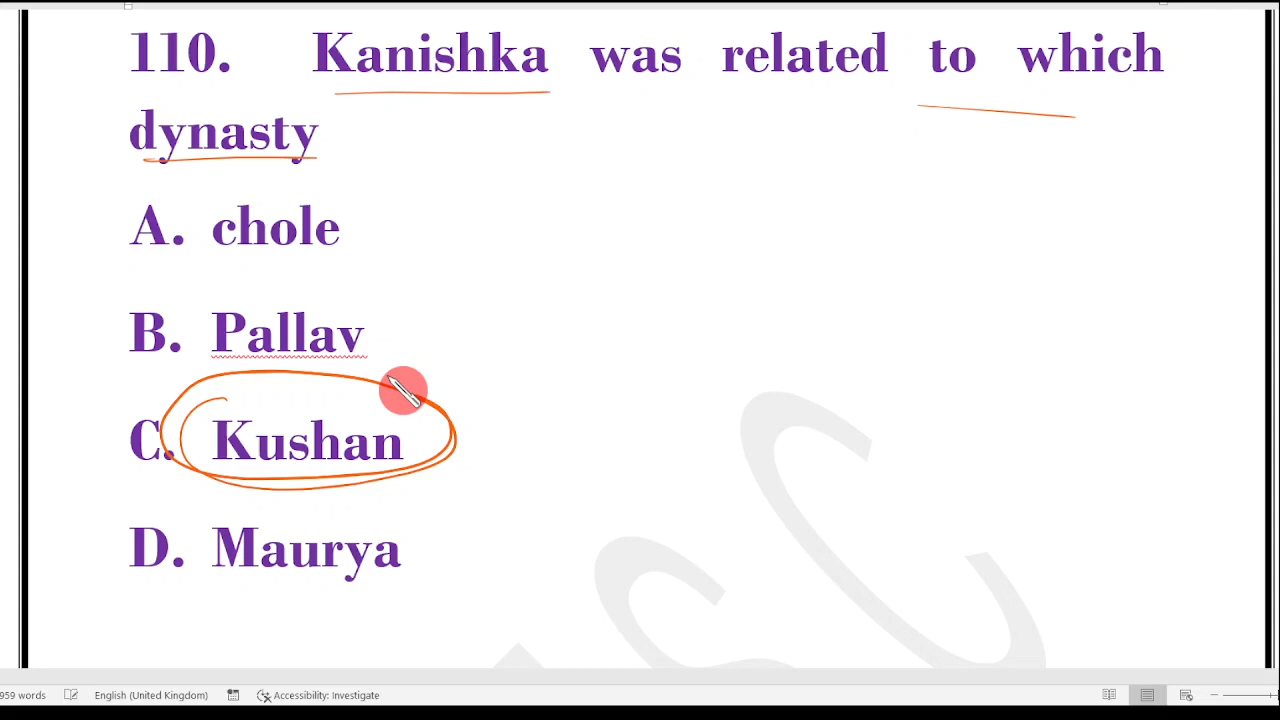 110. Kanishka was related to which
dynasty
A. chole
B. Pallav
C. Kushan
D. Maurya
959 words English (United Kingdom) Accessibility: Investigate